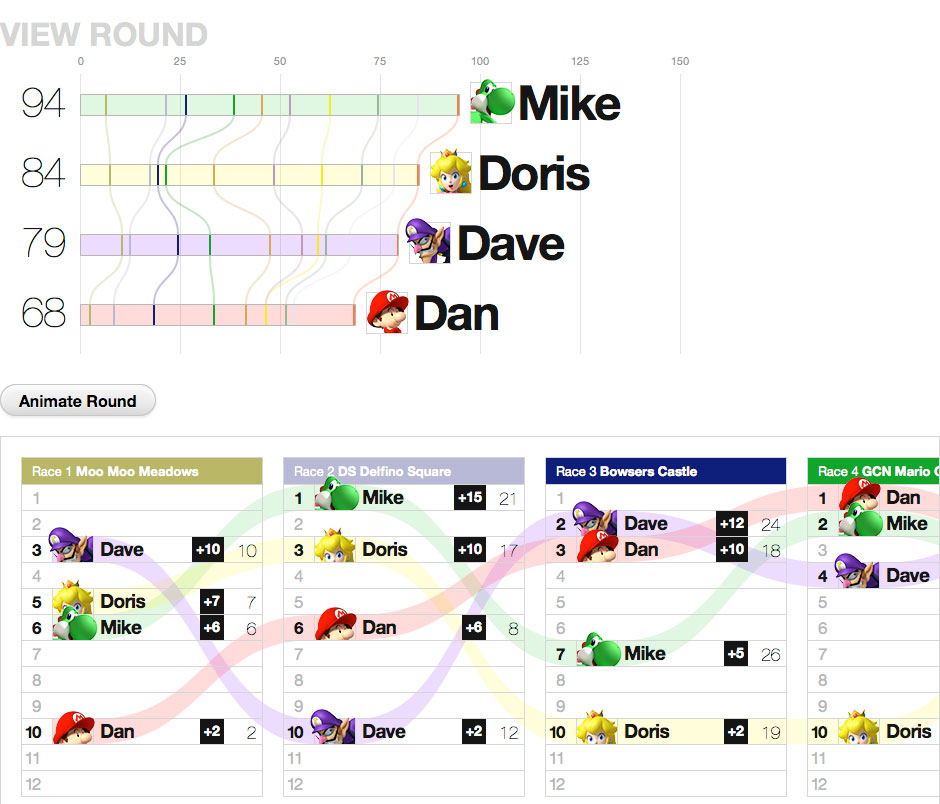 VIEW ROUND
0 25 50 75 100 125 150
94 Mike
84 Doris
79 Dave
68 Dan
Animate Round
Race 1 Moo Moo Meadows
1
2
3 Dave +10 10
4
5 Doris +7 7
6 Mike +6 6
7
8
9
10 Dan +2 2
11
12
Race 2 DS Delfino Square
1 Mike +15 21
2
3 Doris +10 17
4
5
6 Dan +6 8
7
8
9
10 Dave +2 12
11
12
Race 3 Bowsers Castle
1
2 Dave +12 24
3 Dan +10 18
4
5
6
7 Mike +5 26
8
9
10 Doris +2 19
11
12
Race 4 GCN Mario
1 Dan
2 Mike
3
4 Dave
5
6
7
8
9
10 Doris
11
12